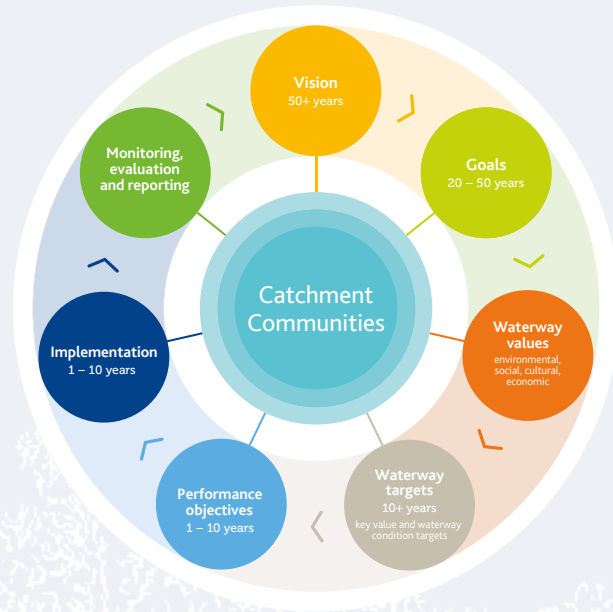 Vision
50+ years
Goals
20 – 50 years
Waterway
values
environmental,
social, cultural,
economic
Waterway
targets
10+ years
key value and waterway
condition targets
Performance
objectives
1 – 10 years
Implementation
1 – 10 years
Monitoring,
evaluation
and reporting
Catchment
Communities